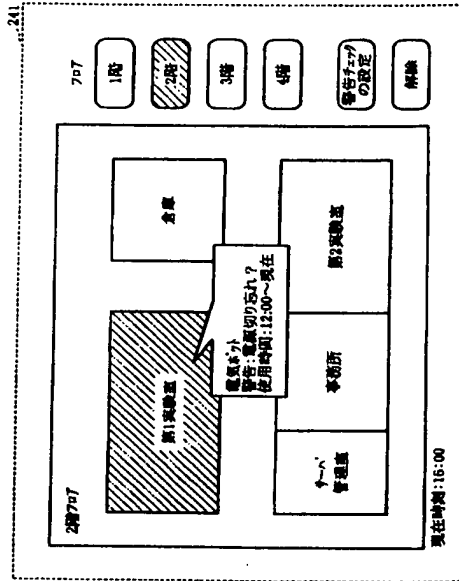 241
フロア
1階
2階
3階
4階
警告チェック
の設定
解除
2階フロア
第1実験室
倉庫
電気ポット
警告:電源切り忘れ?
使用時間:12:00~現在
サーバ
管理室
事務所
第2実験室
現在時刻:16:00